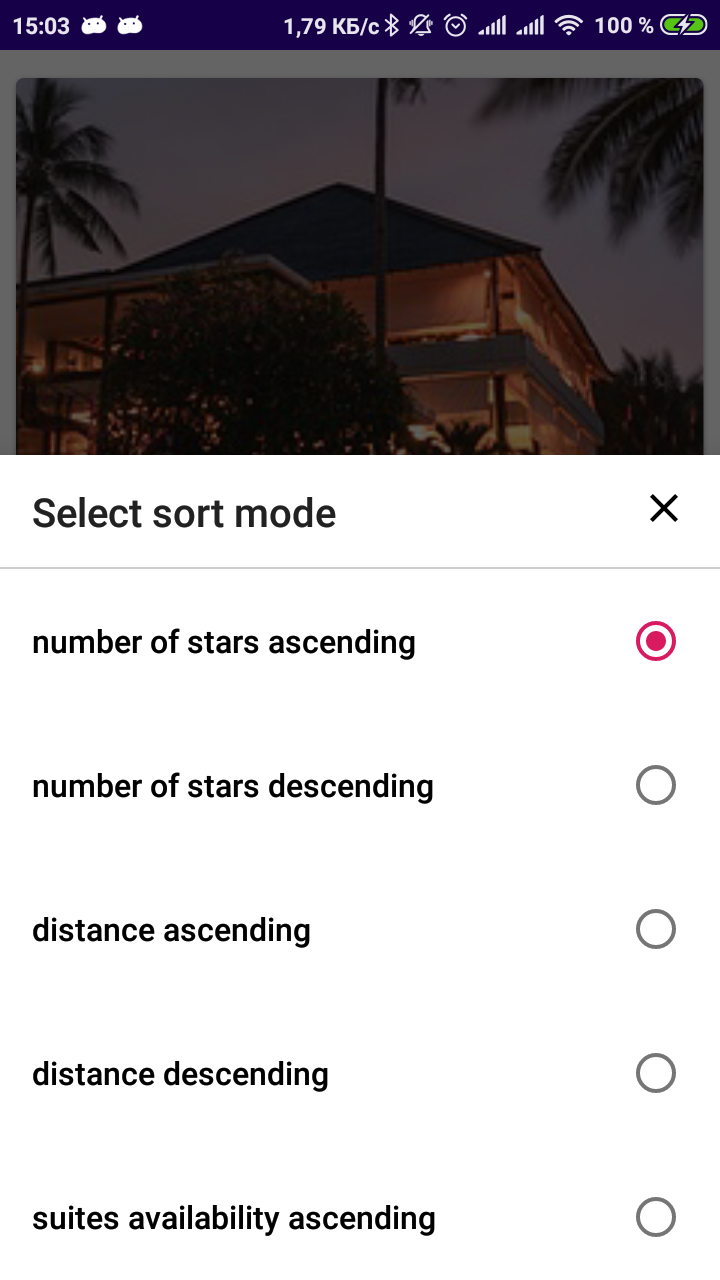 15:03 1,79 КБ/с 100 %
Select sort mode
number of stars ascending
number of stars descending
distance ascending
distance descending
suites availability ascending